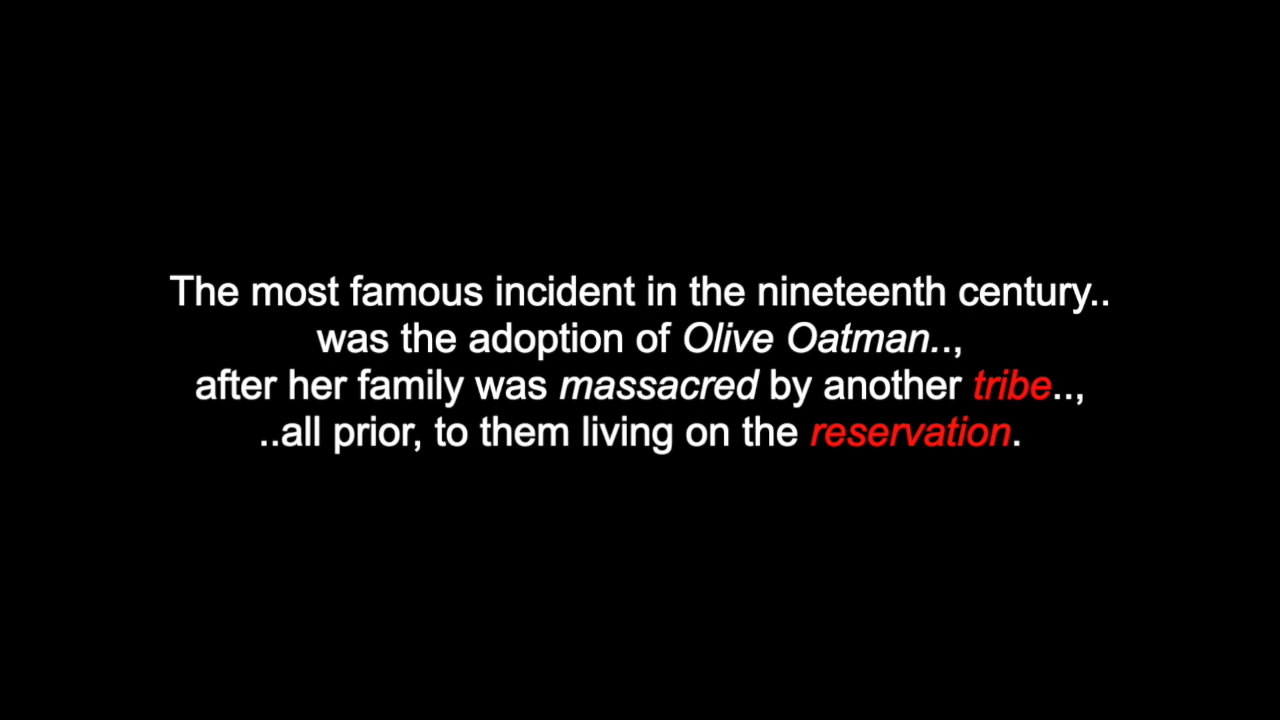 The most famous incident in the nineteenth century..
was the adoption of Olive Oatman..,
after her family was massacred by another tribe..,
..all prior, to them living on the reservation.